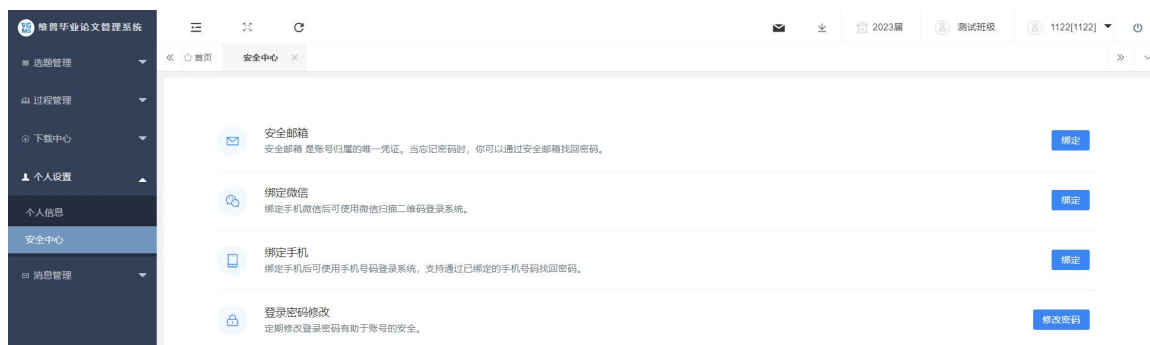 维普毕业论文管理系统
2023届
测试班级
1122[1122]
选题管理
首页
安全中心
过程管理
下载中心
个人设置
个人信息
安全中心
消息管理
安全邮箱
安全邮箱 是账号归属的唯一凭证。当忘记密码时，你可以通过安全邮箱找回密码。
绑定
绑定微信
绑定手机微信后可使用微信扫描二维码登录系统。
绑定
绑定手机
绑定手机后可使用手机号码登录系统，支持通过已绑定的手机号码找回密码。
绑定
登录密码修改
定期修改登录密码有助于账号的安全。
修改密码